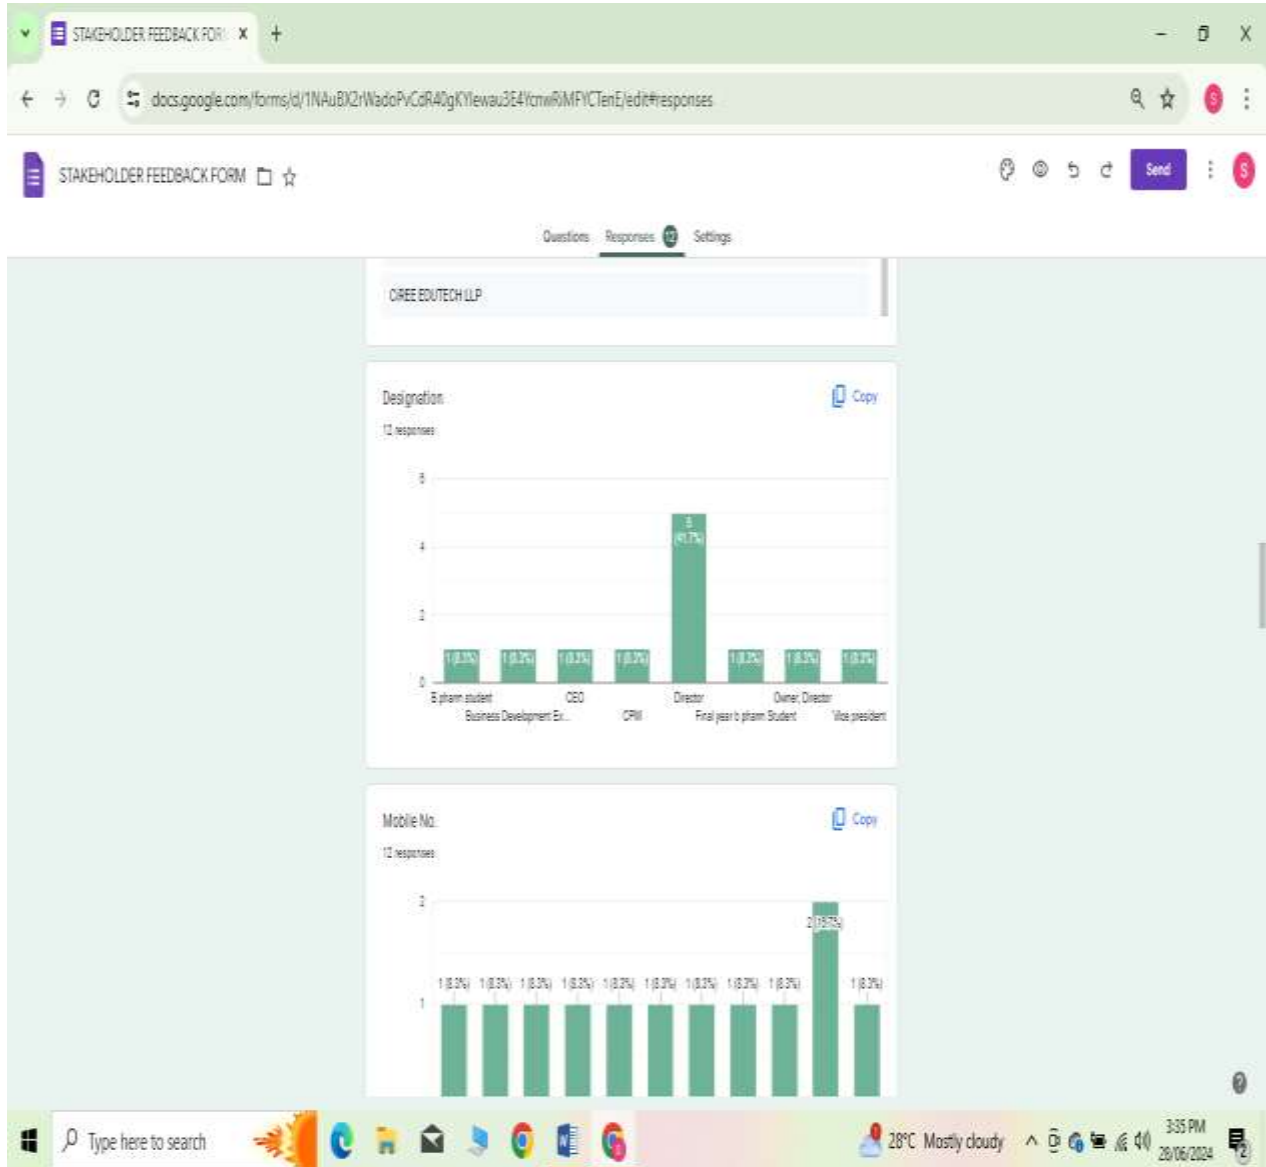 STAKEHOLDER FEEDBACK FOR
docs.google.com/forms/d/1NAuBX2rWadoPvCdR4DgKYlewau3E4YcnwRiMFYCTenE/edit#responses
S
STAKEHOLDER FEEDBACK FORM
Send
S
Questions Responses 12 Settings
CIREE EDUTECH LLP
Designation
Copy
12 responses
6
5
(41.7%)
4
2
1 (8.3%) 1 (8.3%) 1 (8.3%) 1 (8.3%) 1 (8.3%) 1 (8.3%) 1 (8.3%)
0
B pharm student CEO Director Owner, Director
Business Development Ex... CPM Final year b pharm Student Vice president
Mobile No.
Copy
12 responses
2
2 (16.7%)
1 (8.3%) 1 (8.3%) 1 (8.3%) 1 (8.3%) 1 (8.3%) 1 (8.3%) 1 (8.3%) 1 (8.3%) 1 (8.3%) 1 (8.3%)
1
Type here to search
28°C Mostly cloudy
3:35 PM
28/06/2024
2